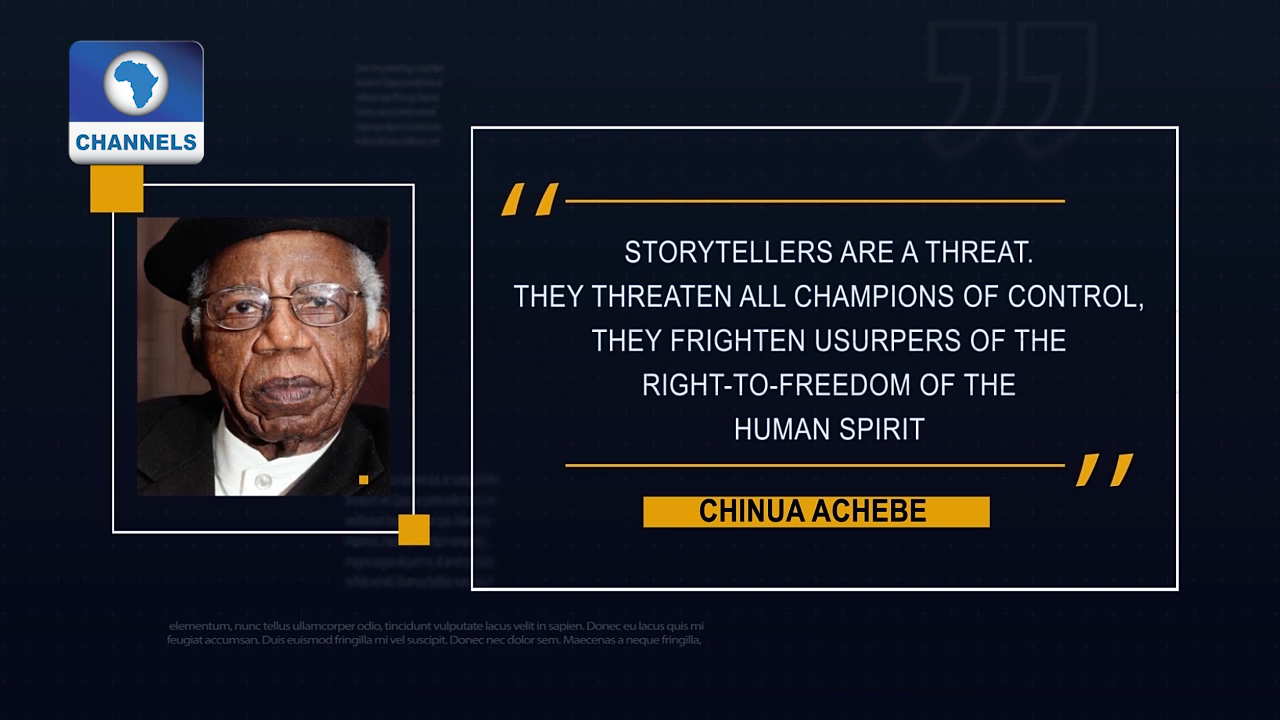 CHANNELS
STORYTELLERS ARE A THREAT.
THEY THREATEN ALL CHAMPIONS OF CONTROL,
THEY FRIGHTEN USURPERS OF THE
RIGHT-TO-FREEDOM OF THE
HUMAN SPIRIT
CHINUA ACHEBE
elementum, nunc tellus ullamcorper odio, tincidunt vulputate lacus velit in sapien. Donec eu lacus quis mi
feugiat accumsan. Duis euismod fringilla mi vel suscipit. Donec nec dolor sem. Maecenas a neque fringilla,